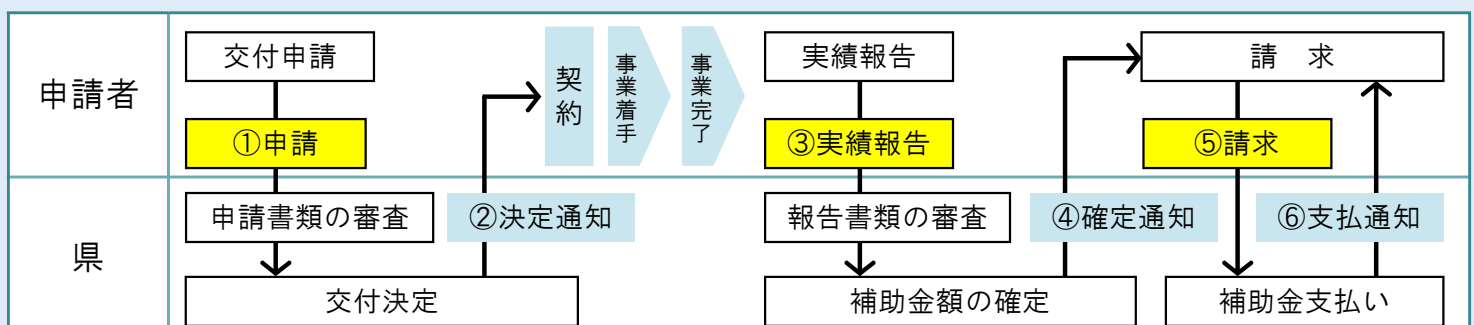 申請者
交付申請
①申請
契約
事業着手
事業完了
実績報告
③実績報告
請　求
⑤請求
県
申請書類の審査
②決定通知
交付決定
報告書類の審査
④確定通知
補助金額の確定
⑥支払通知
補助金支払い